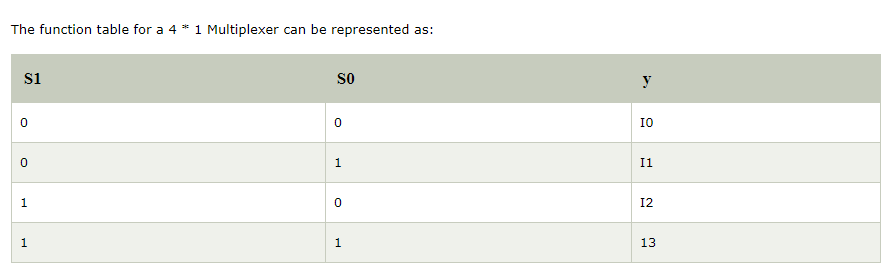 The function table for a 4 * 1 Multiplexer can be represented as:
S1 S0 y
0 0 I0
0 1 I1
1 0 I2
1 1 13